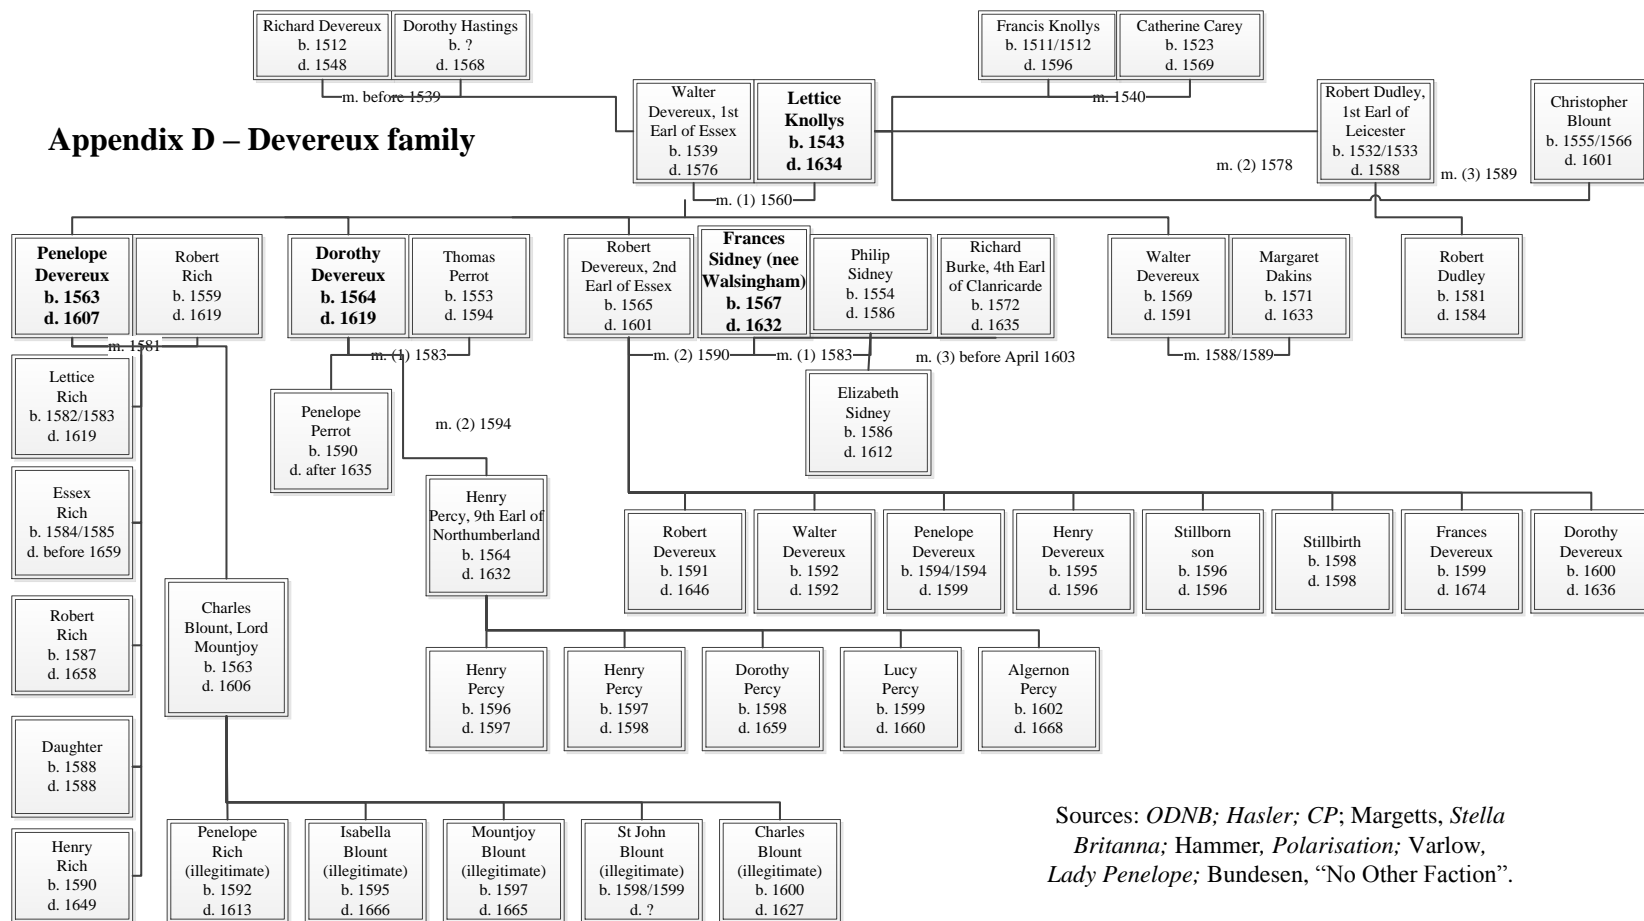 Richard Devereux
b. 1512
d. 1548
Dorothy Hastings
b. ?
d. 1568
Francis Knollys
b. 1511/1512
d. 1596
Catherine Carey
b. 1523
d. 1569
m. before 1539
m. 1540
Appendix D – Devereux family
Walter
Devereux, 1st
Earl of Essex
b. 1539
d. 1576
Lettice
Knollys
b. 1543
d. 1634
Robert Dudley,
1st Earl of
Leicester
b. 1532/1533
d. 1588
Christopher
Blount
b. 1555/1566
d. 1601
m. (2) 1578
m. (3) 1589
m. (1) 1560
Penelope
Devereux
b. 1563
d. 1607
Robert
Rich
b. 1559
d. 1619
Dorothy
Devereux
b. 1564
d. 1619
Thomas
Perrot
b. 1553
d. 1594
Robert
Devereux, 2nd
Earl of Essex
b. 1565
d. 1601
Frances
Sidney (nee
Walsingham)
b. 1567
d. 1632
Philip
Sidney
b. 1554
d. 1586
Richard
Burke, 4th Earl
of Clanricarde
b. 1572
d. 1635
Walter
Devereux
b. 1569
d. 1591
Margaret
Dakins
b. 1571
d. 1633
Robert
Dudley
b. 1581
d. 1584
m. 1581
m. (1) 1583
m. (2) 1590
m. (1) 1583
m. (3) before April 1603
m. 1588/1589
Lettice
Rich
b. 1582/1583
d. 1619
Penelope
Perrot
b. 1590
d. after 1635
m. (2) 1594
Elizabeth
Sidney
b. 1586
d. 1612
Essex
Rich
b. 1584/1585
d. before 1659
Henry
Percy, 9th Earl of
Northumberland
b. 1564
d. 1632
Robert
Devereux
b. 1591
d. 1646
Walter
Devereux
b. 1592
d. 1592
Penelope
Devereux
b. 1594/1594
d. 1599
Henry
Devereux
b. 1595
d. 1596
Stillborn
son
b. 1596
d. 1596
Stillbirth
b. 1598
d. 1598
Frances
Devereux
b. 1599
d. 1674
Dorothy
Devereux
b. 1600
d. 1636
Robert
Rich
b. 1587
d. 1658
Charles
Blount, Lord
Mountjoy
b. 1563
d. 1606
Henry
Percy
b. 1596
d. 1597
Henry
Percy
b. 1597
d. 1598
Dorothy
Percy
b. 1598
d. 1659
Lucy
Percy
b. 1599
d. 1660
Algernon
Percy
b. 1602
d. 1668
Daughter
b. 1588
d. 1588
Henry
Rich
b. 1590
d. 1649
Penelope
Rich
(illegitimate)
b. 1592
d. 1613
Isabella
Blount
(illegitimate)
b. 1595
d. 1666
Mountjoy
Blount
(illegitimate)
b. 1597
d. 1665
St John
Blount
(illegitimate)
b. 1598/1599
d. ?
Charles
Blount
(illegitimate)
b. 1600
d. 1627
Sources: ODNB; Hasler; CP; Margetts, Stella
Britanna; Hammer, Polarisation; Varlow,
Lady Penelope; Bundesen, “No Other Faction”.